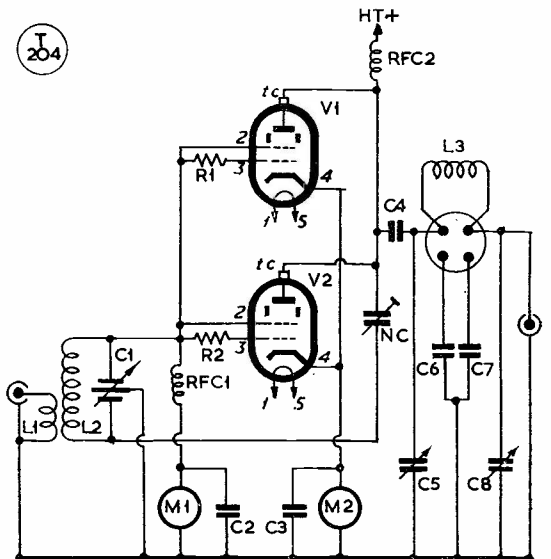 T
204
HT+
RFC2
tc
V1
2
3
4
R1
1
5
L3
C4
tc
V2
2
3
4
R2
1
5
NC
C6
C7
C1
RFC1
L1
L2
C5
C8
M1
C2
C3
M2